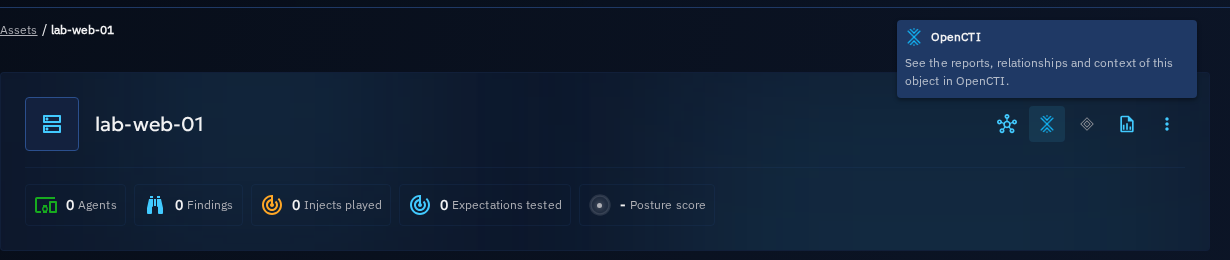 Assets / lab-web-01
OpenCTI
See the reports, relationships and context of this
object in OpenCTI.
lab-web-01
0 Agents
0 Findings
0 Injects played
0 Expectations tested
- Posture score